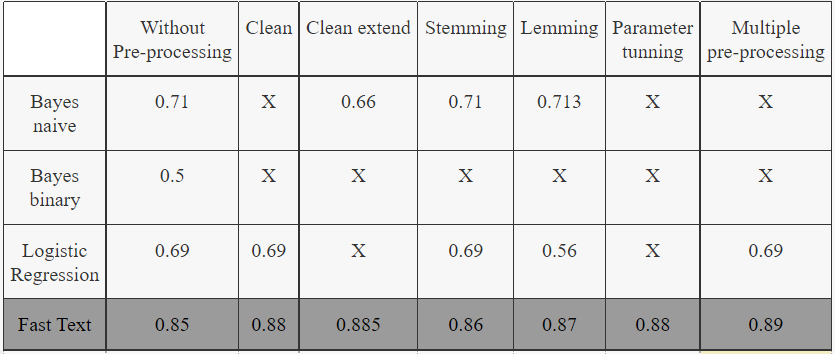 Without Pre-processing Clean Clean extend Stemming Lemming Parameter tunning Multiple pre-processing
Bayes naive 0.71 X 0.66 0.71 0.713 X X
Bayes binary 0.5 X X X X X X
Logistic Regression 0.69 0.69 X 0.69 0.56 X 0.69
Fast Text 0.85 0.88 0.885 0.86 0.87 0.88 0.89